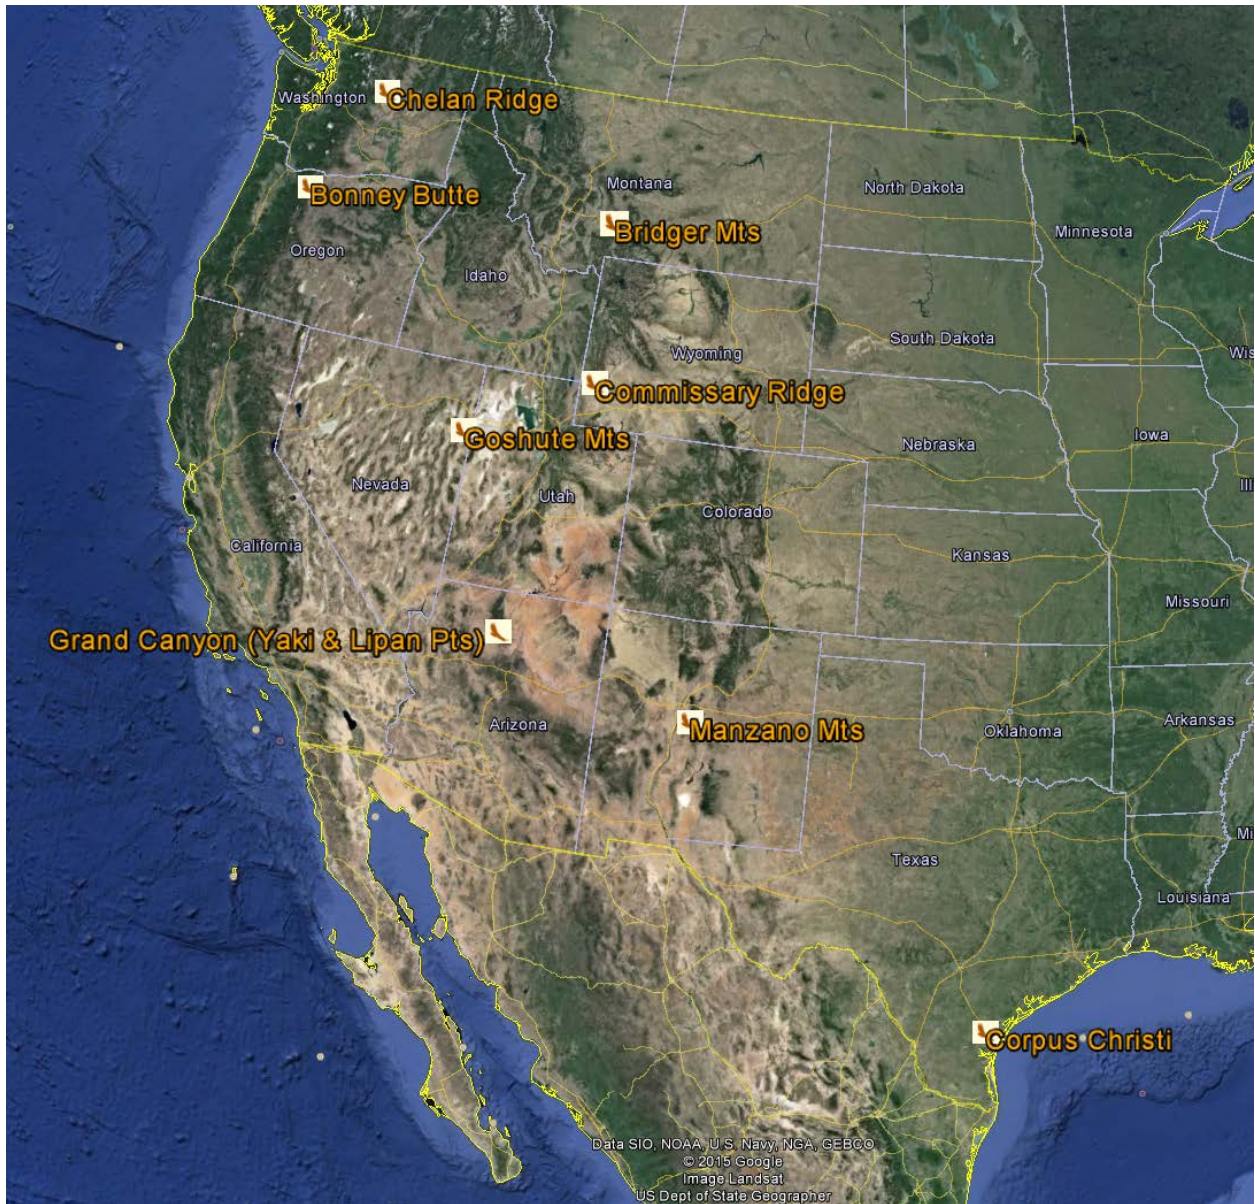 Washington
Chelan Ridge
Montana
North Dakota
Bonney Butte
Bridger Mts
Minnesota
Oregon
Idaho
South Dakota
Wyoming
Wis
Commissary Ridge
Goshute Mts
Iowa
Nebraska
Nevada
Utah
Ill
Colorado
California
Kansas
Missouri
Grand Canyon (Yaki & Lipan Pts)
Arizona
Manzano Mts
Oklahoma
Arkansas
Mi
Texas
Louisiana
Corpus Christi
Data SIO, NOAA, U.S. Navy, NGA, GEBCO
© 2015 Google
Image Landsat
US Dept of State Geographer